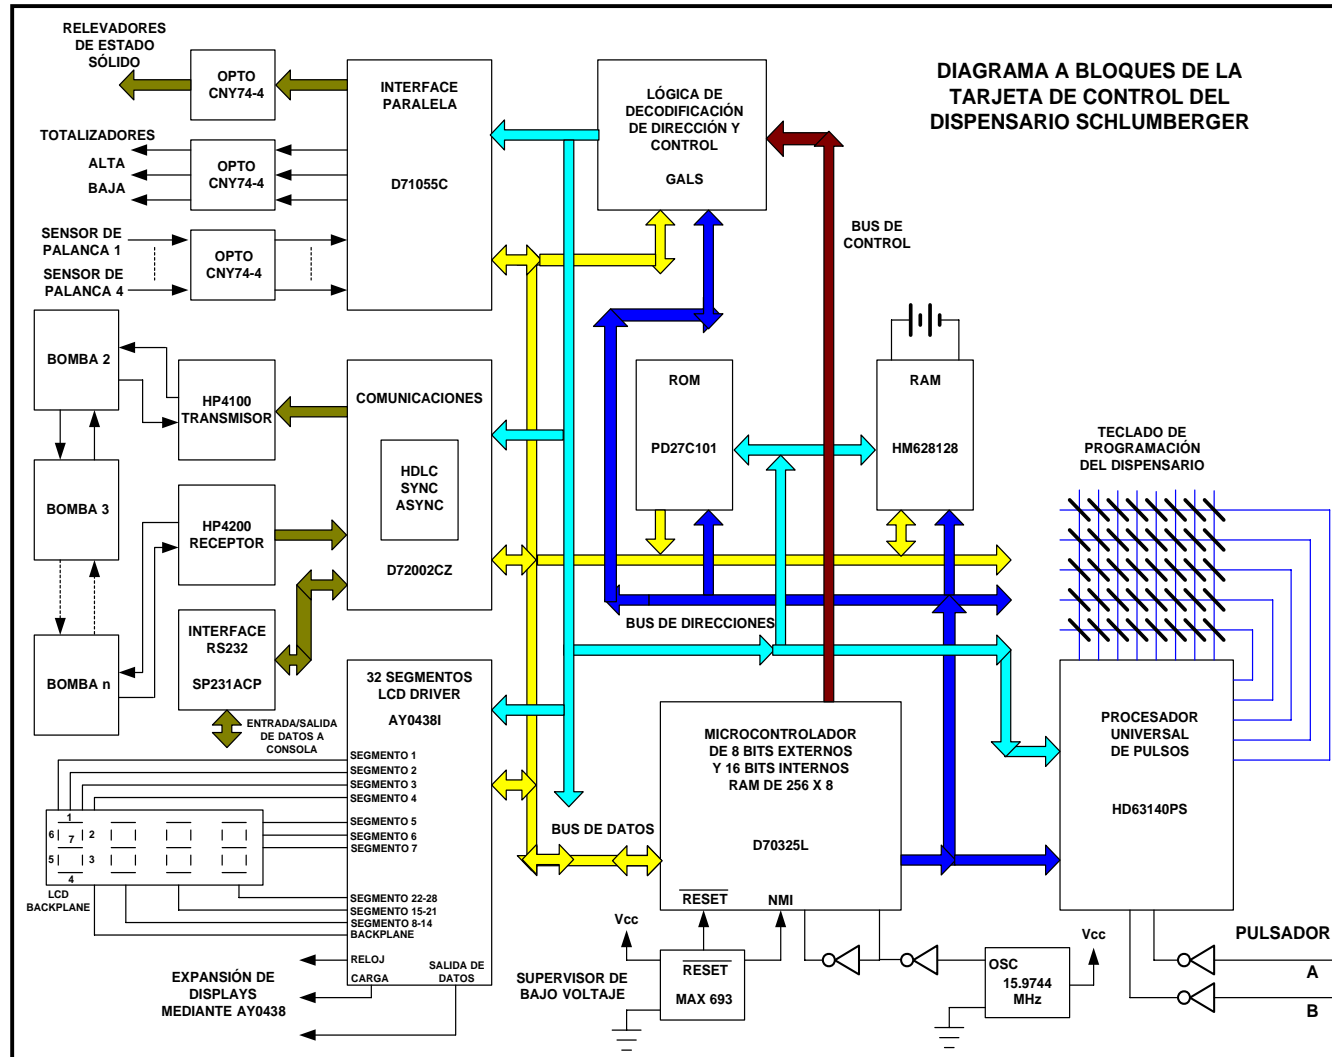 DIAGRAMA A BLOQUES DE LA
TARJETA DE CONTROL DEL
DISPENSARIO SCHLUMBERGER
RELEVADORES
DE ESTADO
SÓLIDO
OPTO
CNY74-4
TOTALIZADORES
ALTA
BAJA
OPTO
CNY74-4
SENSOR DE
PALANCA 1
SENSOR DE
PALANCA 4
OPTO
CNY74-4
INTERFACE
PARALELA
D71055C
LÓGICA DE
DECODIFICACIÓN
DE DIRECCIÓN Y
CONTROL
GALS
BUS DE
CONTROL
BOMBA 2
BOMBA 3
BOMBA n
HP4100
TRANSMISOR
HP4200
RECEPTOR
INTERFACE
RS232
SP231ACP
ENTRADA/SALIDA
DE DATOS A
CONSOLA
COMUNICACIONES
HDLC
SYNC
ASYNC
D72002CZ
ROM
PD27C101
RAM
HM628128
TECLADO DE
PROGRAMACIÓN
DEL DISPENSARIO
BUS DE DIRECCIONES
32 SEGMENTOS
LCD DRIVER
AY0438I
SEGMENTO 1
SEGMENTO 2
SEGMENTO 3
SEGMENTO 4
SEGMENTO 5
SEGMENTO 6
SEGMENTO 7
SEGMENTO 22-28
SEGMENTO 15-21
SEGMENTO 8-14
BACKPLANE
RELOJ
CARGA
SALIDA DE
DATOS
1
6
7
2
5
3
4
LCD
BACKPLANE
EXPANSIÓN DE
DISPLAYS
MEDIANTE AY0438
BUS DE DATOS
MICROCONTROLADOR
DE 8 BITS EXTERNOS
Y 16 BITS INTERNOS
RAM DE 256 X 8
D70325L
RESET
NMI
PROCESADOR
UNIVERSAL
DE PULSOS
HD63140PS
Vcc
SUPERVISOR DE
BAJO VOLTAJE
RESET
MAX 693
OSC
15.9744
MHz
Vcc
PULSADOR
A
B